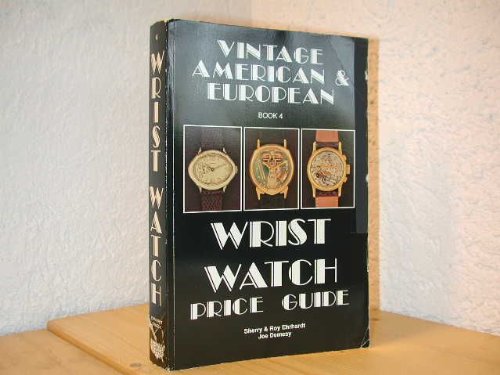 WRIST WATCH
VINTAGE
AMERICAN &
EUROPEAN
BOOK 4
WRIST
WATCH
PRICE GUIDE
Sherry & Roy Ehrhardt
Joe Demesy